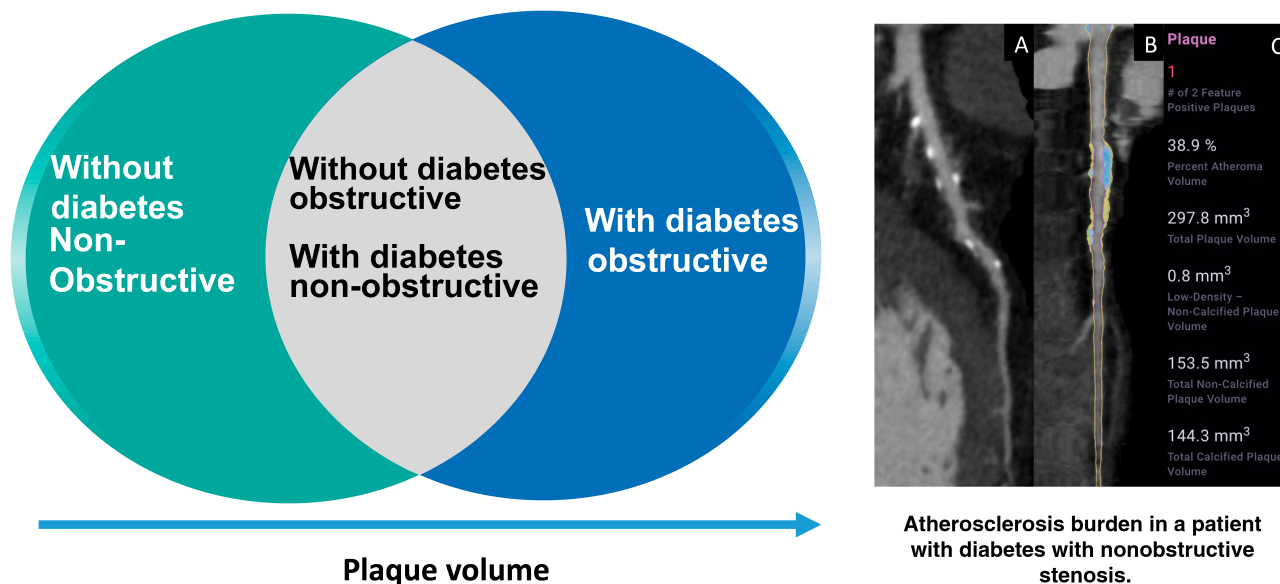 Without
diabetes
Non-
Obstructive
Without diabetes
obstructive
With diabetes
non-obstructive
With diabetes
obstructive
Plaque volume
A
B
C
Plaque
1
# of 2 Feature
Positive Plaques
38.9 %
Percent Atheroma
Volume
297.8 mm³
Total Plaque Volume
0.8 mm³
Low-Density –
Non-Calcified Plaque
Volume
153.5 mm³
Total Non-Calcified
Plaque Volume
144.3 mm³
Total Calcified Plaque
Volume
Atherosclerosis burden in a patient
with diabetes with nonobstructive
stenosis.